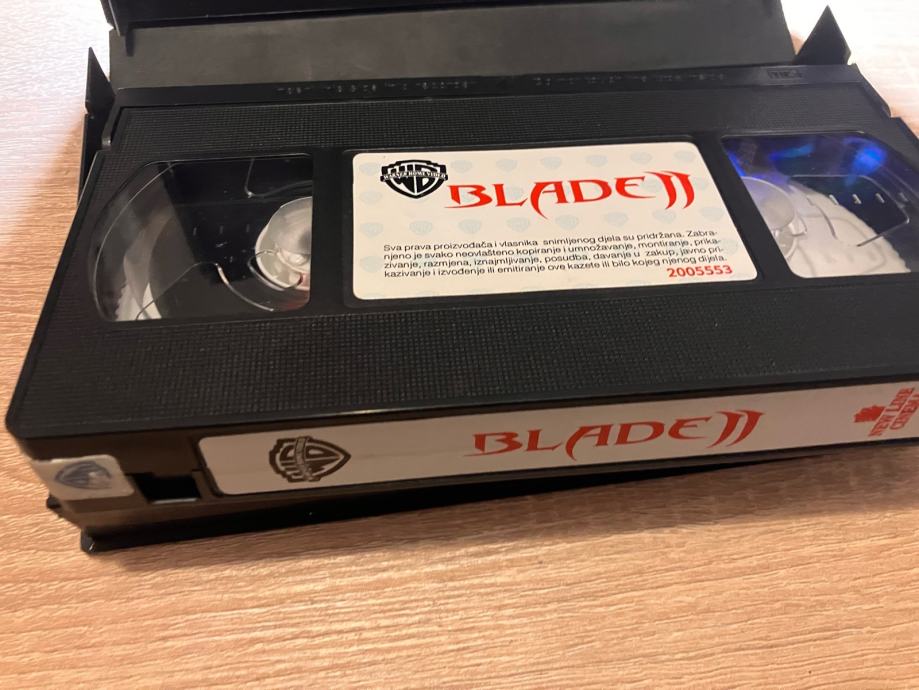 WARNER HOME VIDEO
BLADE II
Sva prava proizvođača i vlasnika snimljenog djela su pridržana. Zabra-
njeno je svako neovlašteno kopiranje i umnožavanje, montiranje, prika-
zivanje, razmjena, iznajmljivanje, posudba, davanje u zakup, javno pri-
kazivanje i izvođenje ili emitiranje ove kazete ili bilo kojeg njenog dijela.
2005553
BLADE II
NEW LINE